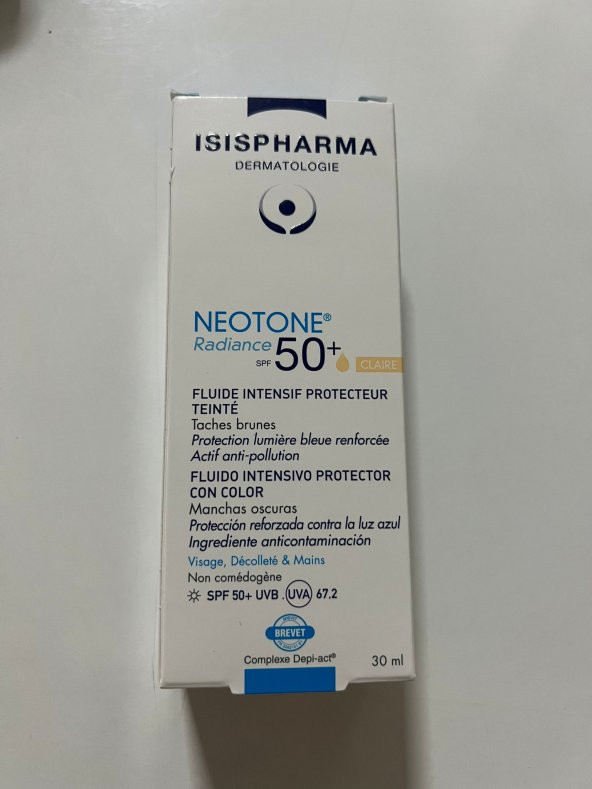 ISISPHARMA
DERMATOLOGIE
NEOTONE®
Radiance SPF 50+ CLAIRE
FLUIDE INTENSIF PROTECTEUR
TEINTÉ
Taches brunes
Protection lumière bleue renforcée
Actif anti-pollution
FLUIDO INTENSIVO PROTECTOR
CON COLOR
Manchas oscuras
Protección reforzada contra la luz azul
Ingrediente anticontaminación
Visage, Décolleté & Mains
Non comédogène
SPF 50+ UVB . UVA 67.2
BREVET
Complexe Depi-act®
30 ml